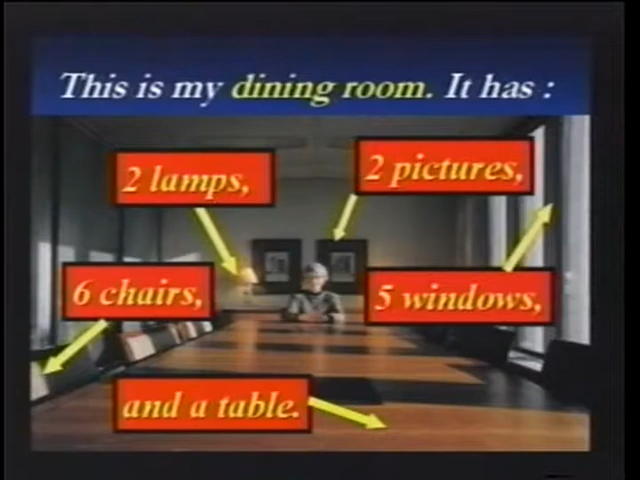 This is my dining room. It has :
2 lamps,
2 pictures,
6 chairs,
5 windows,
and a table.